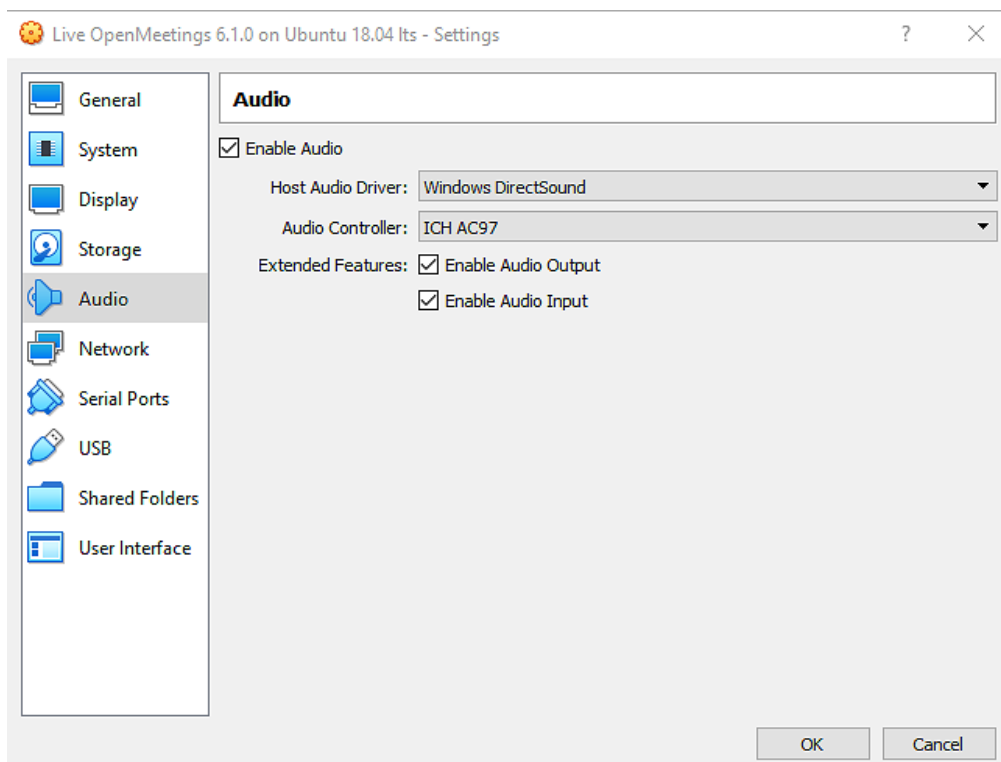 Live OpenMeetings 6.1.0 on Ubuntu 18.04 lts - Settings
?
General
System
Display
Storage
Audio
Network
Serial Ports
USB
Shared Folders
User Interface
Audio
Enable Audio
Host Audio Driver: Windows DirectSound
Audio Controller: ICH AC97
Extended Features: Enable Audio Output
Enable Audio Input
OK
Cancel